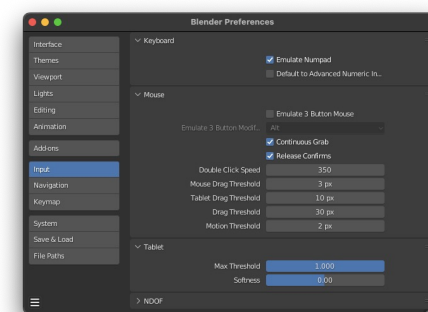 Blender Preferences
Interface
Themes
Viewport
Lights
Editing
Animation
Add-ons
Input
Navigation
Keymap
System
Save & Load
File Paths
Keyboard
Emulate Numpad
Default to Advanced Numeric In...
Mouse
Emulate 3 Button Mouse
Emulate 3 Button Modif... Alt
Continuous Grab
Release Confirms
Double Click Speed 350
Mouse Drag Threshold 3 px
Tablet Drag Threshold 10 px
Drag Threshold 30 px
Motion Threshold 2 px
Tablet
Max Threshold 1.000
Softness 0.00
NDOF